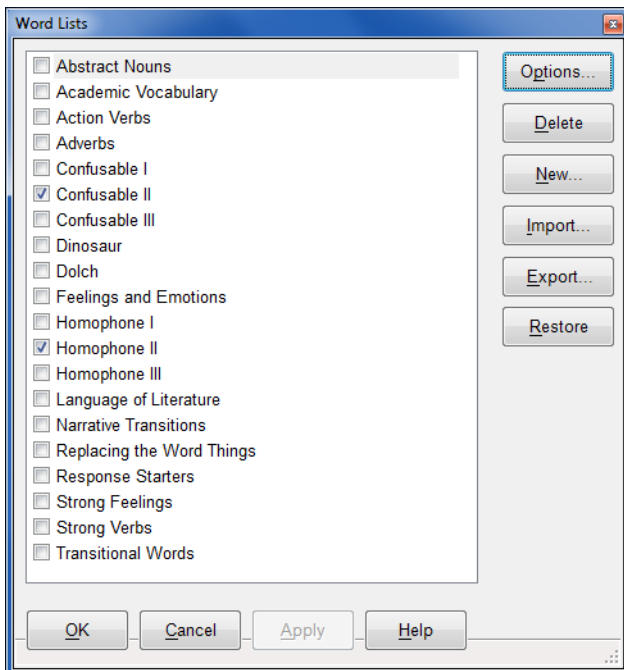 Word Lists
Abstract Nouns
Academic Vocabulary
Action Verbs
Adverbs
Confusable I
Confusable II
Confusable III
Dinosaur
Dolch
Feelings and Emotions
Homophone I
Homophone II
Homophone III
Language of Literature
Narrative Transitions
Replacing the Word Things
Response Starters
Strong Feelings
Strong Verbs
Transitional Words
Options...
Delete
New...
Import...
Export...
Restore
OK Cancel Apply Help